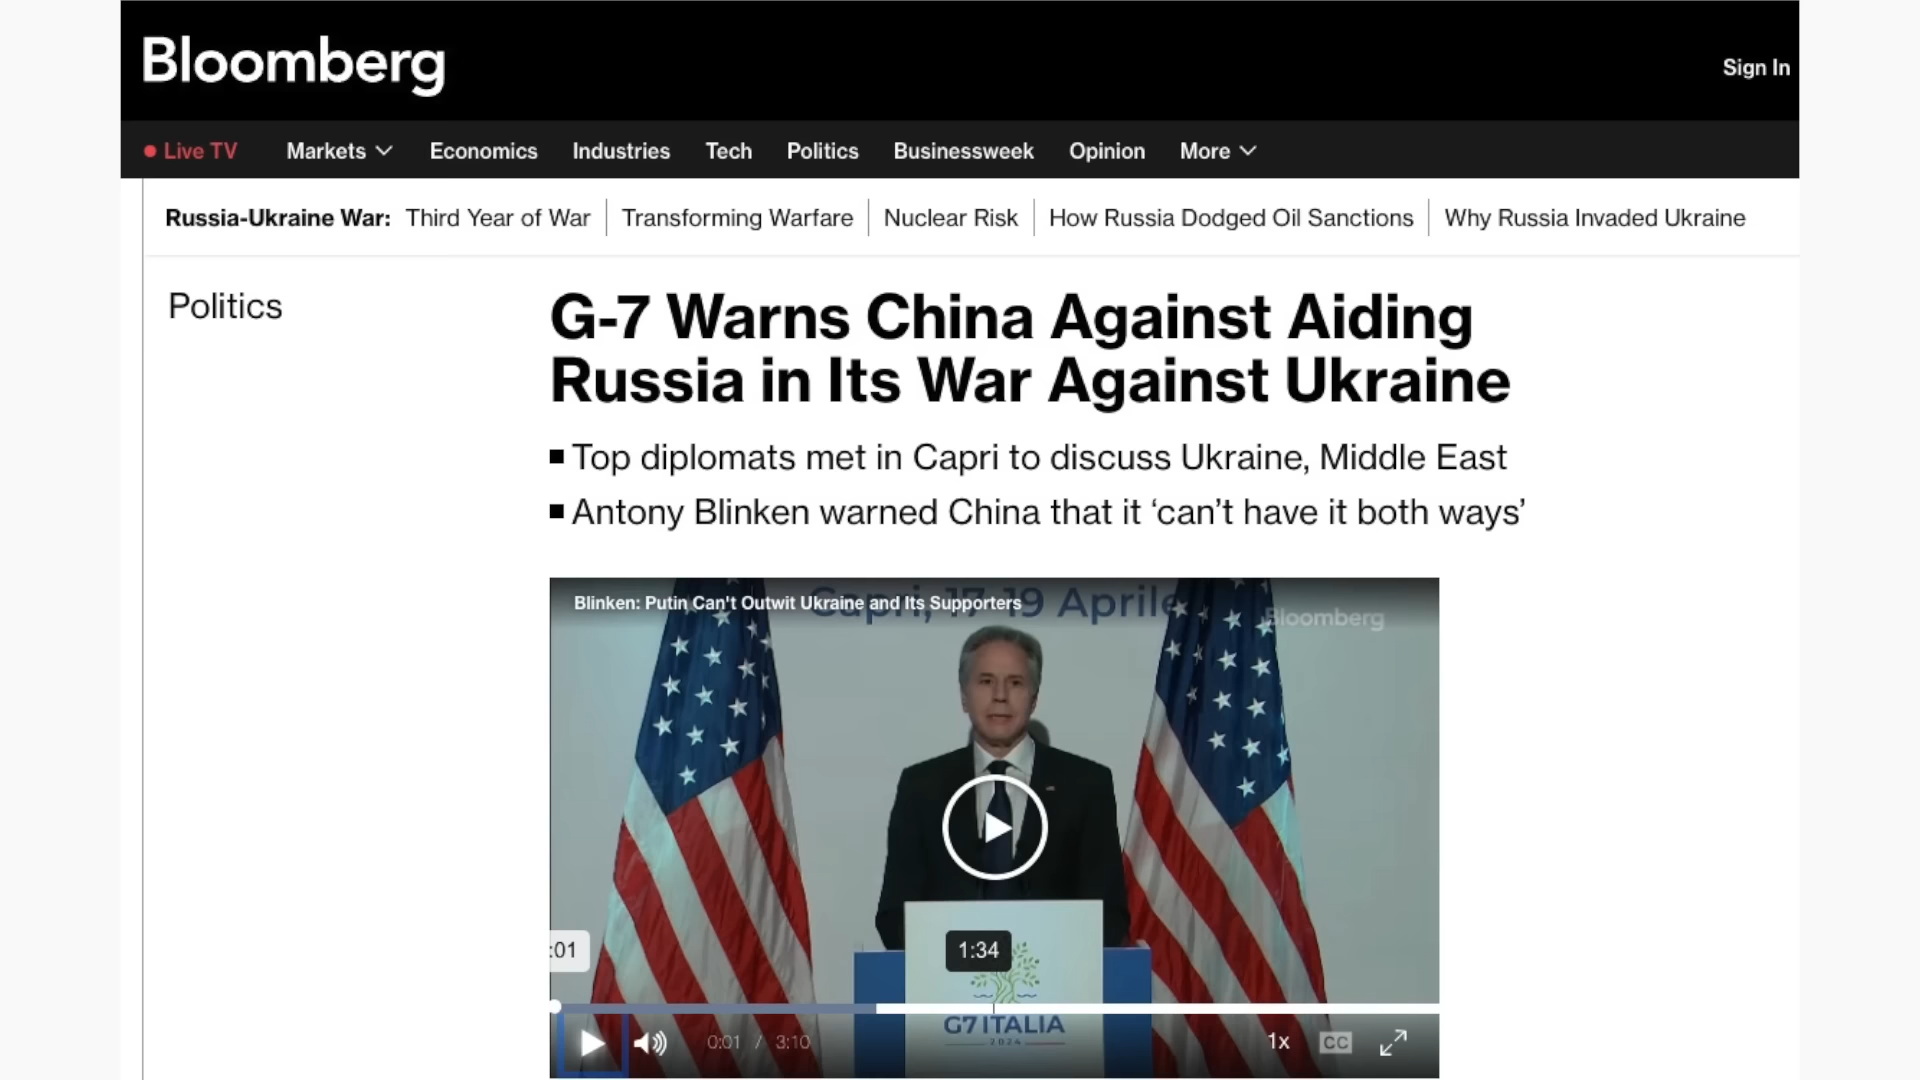 Bloomberg
Sign In
Live TV Markets Economics Industries Tech Politics Businessweek Opinion More
Russia-Ukraine War: Third Year of War Transforming Warfare Nuclear Risk How Russia Dodged Oil Sanctions Why Russia Invaded Ukraine
Politics
G-7 Warns China Against Aiding
Russia in Its War Against Ukraine
Top diplomats met in Capri to discuss Ukraine, Middle East
Antony Blinken warned China that it ‘can’t have it both ways’
Blinken: Putin Can't Outwit Ukraine and Its Supporters
Capri, 17-19 Aprile
Bloomberg
:01
1:34
G7 ITALIA
2024
0:01 / 3:10
1x
CC